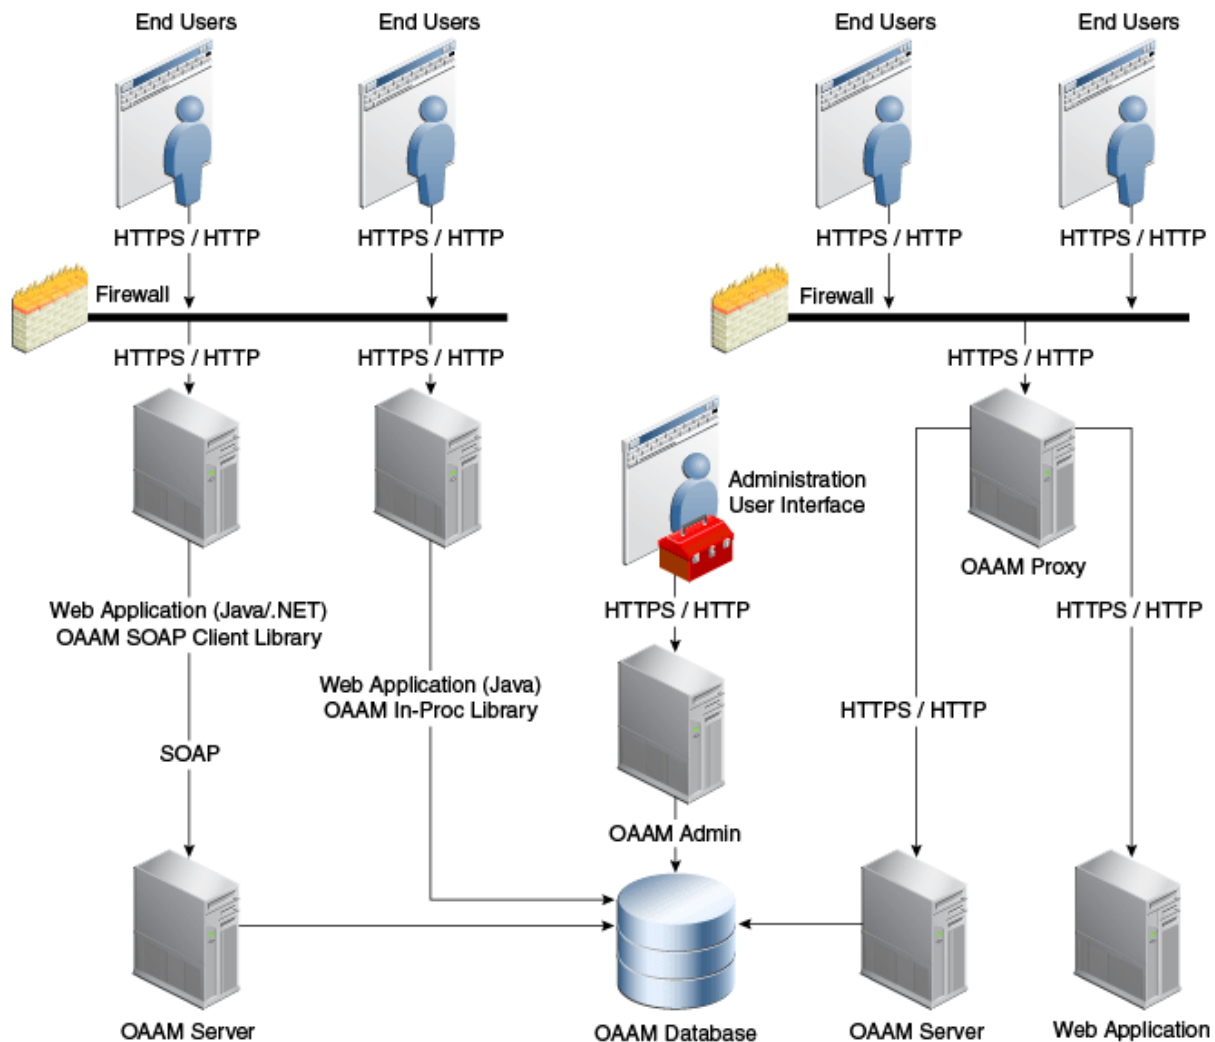 End Users
End Users
End Users
End Users
HTTPS / HTTP
HTTPS / HTTP
HTTPS / HTTP
HTTPS / HTTP
Firewall
Firewall
HTTPS / HTTP
HTTPS / HTTP
HTTPS / HTTP
Administration
User Interface
OAAM Proxy
Web Application (Java/.NET)
OAAM SOAP Client Library
HTTPS / HTTP
HTTPS / HTTP
Web Application (Java)
OAAM In-Proc Library
HTTPS / HTTP
SOAP
OAAM Admin
OAAM Server
OAAM Database
OAAM Server
Web Application